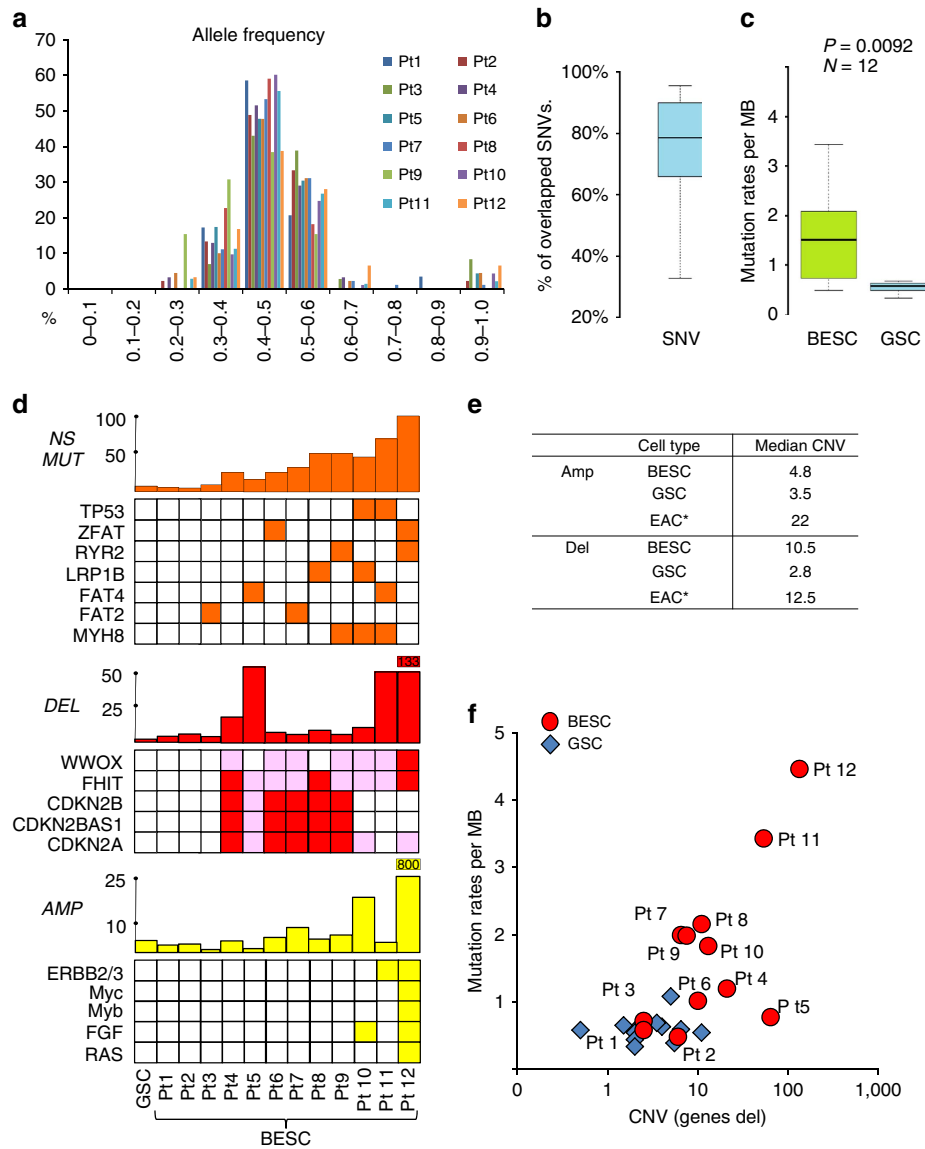 a
Allele frequency
70
60
50
40
30
20
10
0
%
0–0.1
0.1–0.2
0.2–0.3
0.3–0.4
0.4–0.5
0.5–0.6
0.6–0.7
0.7–0.8
0.8–0.9
0.9–1.0
Pt1 Pt2
Pt3 Pt4
Pt5 Pt6
Pt7 Pt8
Pt9 Pt10
Pt11 Pt12
b
% of overlapped SNVs.
100%
80%
60%
40%
20%
SNV
c
P = 0.0092
N = 12
Mutation rates per MB
4
3
2
1
0
BESC GSC
d
NS
MUT
100
50
TP53
ZFAT
RYR2
LRP1B
FAT4
FAT2
MYH8
DEL
50
25
133
WWOX
FHIT
CDKN2B
CDKN2BAS1
CDKN2A
800
AMP
25
10
ERBB2/3
Myc
Myb
FGF
RAS
GSC
Pt1
Pt2
Pt3
Pt4
Pt5
Pt6
Pt7
Pt8
Pt9
Pt 10
Pt 11
Pt 12
BESC
e
Cell type Median CNV
Amp BESC 4.8
GSC 3.5
EAC* 22
Del BESC 10.5
GSC 2.8
EAC* 12.5
f
BESC
GSC
Mutation rates per MB
5
4
3
2
1
Pt 12
Pt 11
Pt 7
Pt 8
Pt 9
Pt 10
Pt 6
Pt 4
Pt 3
P t5
Pt 1
Pt 2
0 1 10 100 1,000
CNV (genes del)